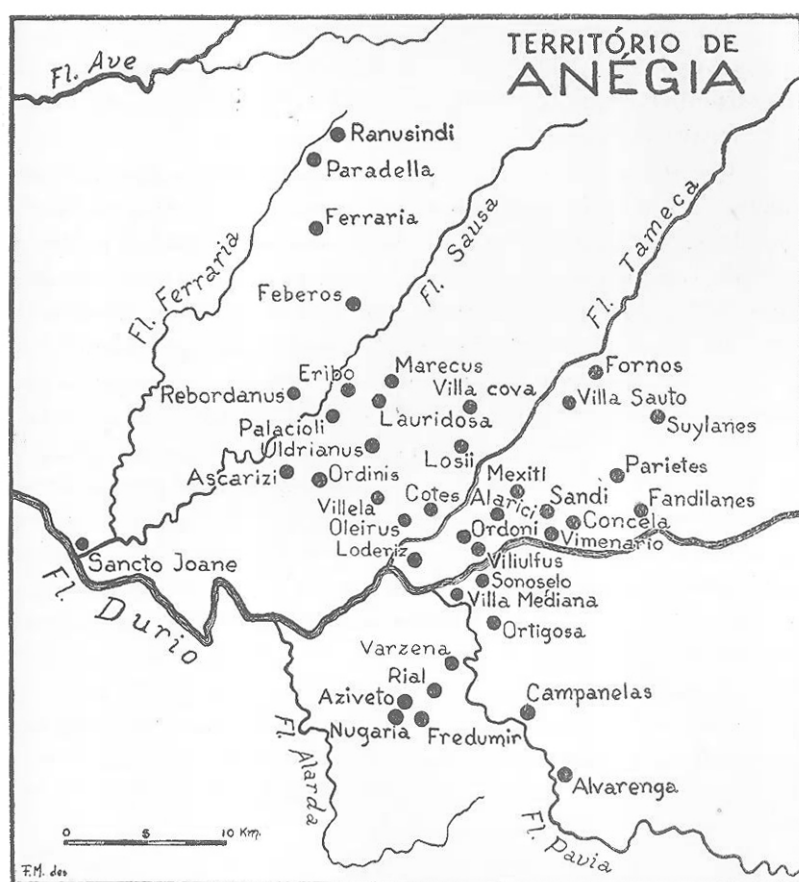 TERRITÓRIO DE
ANÉGIA
Fl. Ave
Ranusindi
Paradella
Ferraria
Fl. Ferraria
Fl. Sausa
Fl. Tameca
Feberos
Fornos
Marecus
Eribo
Villa cova
Rebordanus
Villa Sauto
Lauridosa
Suylanes
Palacioli
Uldrianus
Losii
Ascarizi
Ordinis
Mexiti
Parietes
Villela
Cotes
Alarici
Sandi
Fandilanes
Oleirus
Ordoni
Concela
Vimenario
Loderiz
Viliulfus
Sancto Joane
Sonoselo
Villa Mediana
Fl. Durio
Ortigosa
Varzena
Rial
Aziveto
Campanelas
Nugaria
Fredumir
Fl. Alarda
Alvarenga
Fl. Pavia
0 5 10 Km.
F.M. des